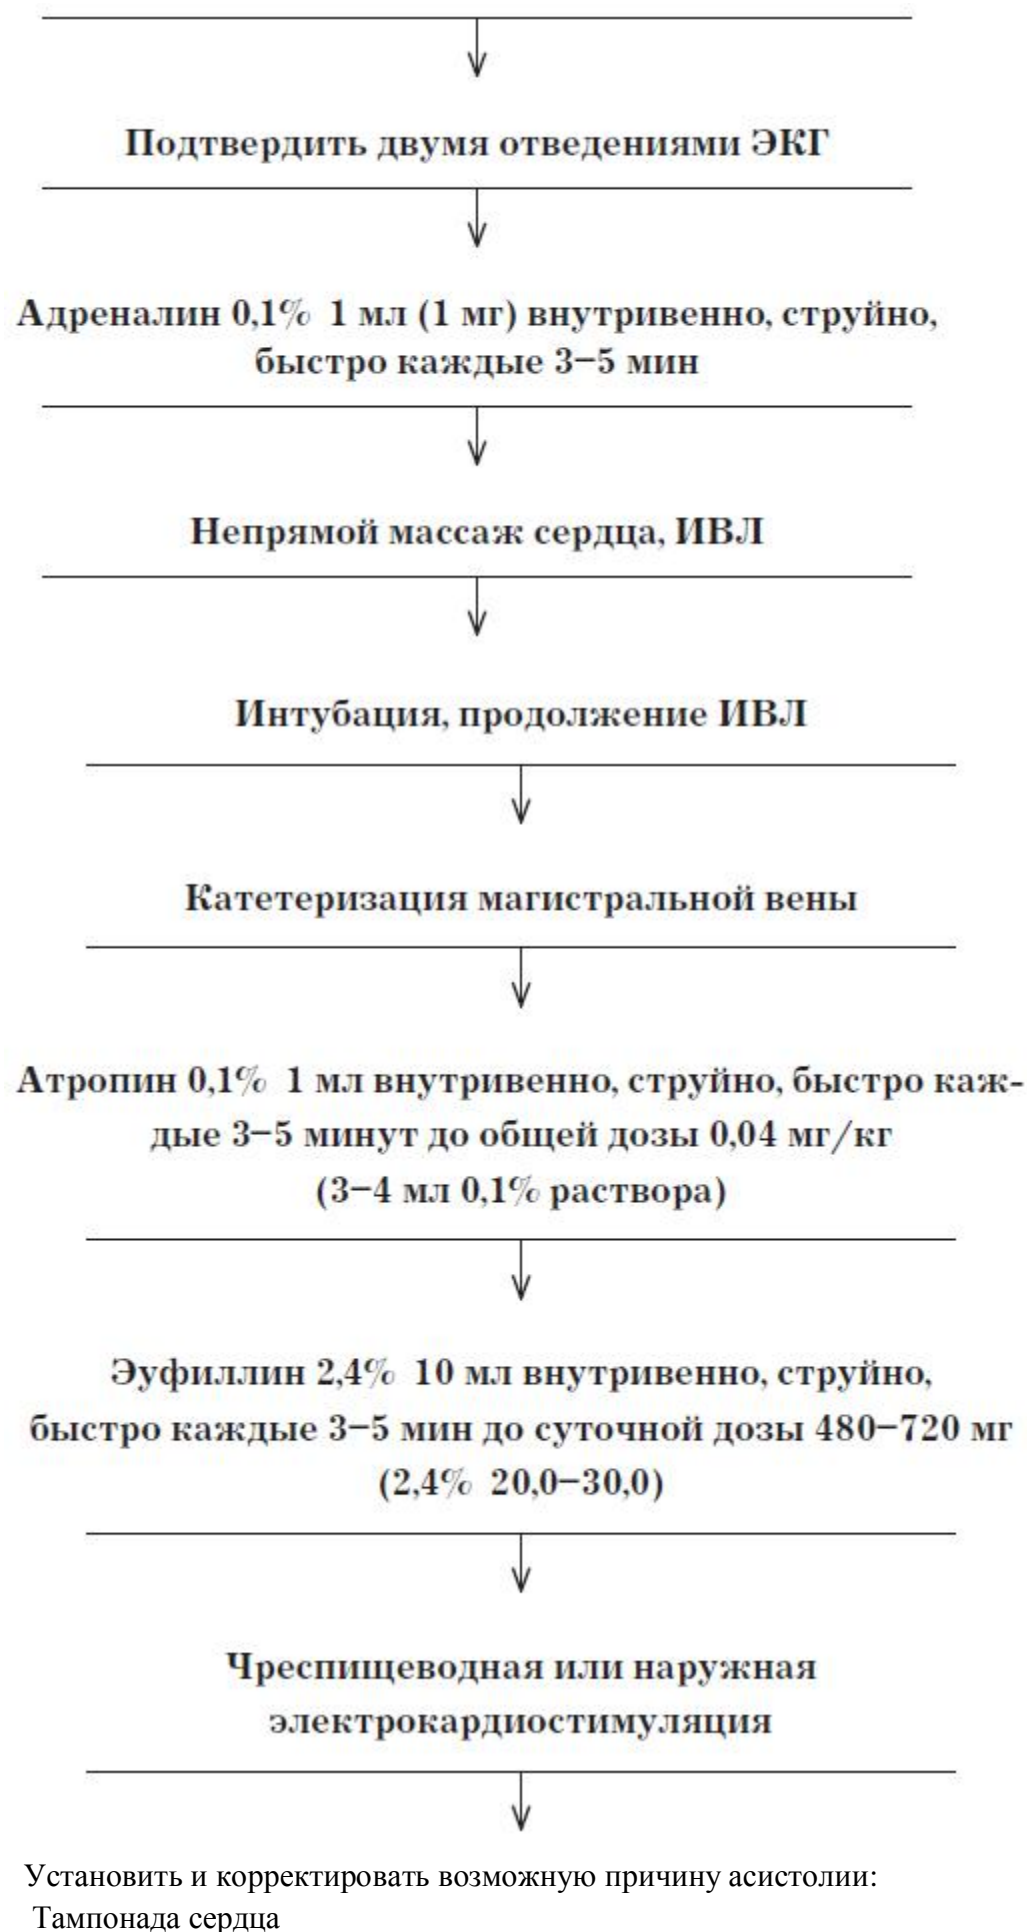 Подтвердить двумя отведениями ЭКГ
Адреналин 0,1% 1 мл (1 мг) внутривенно, струйно,
быстро каждые 3–5 мин
Непрямой массаж сердца, ИВЛ
Интубация, продолжение ИВЛ
Катетеризация магистральной вены
Атропин 0,1% 1 мл внутривенно, струйно, быстро каж-
дые 3–5 минут до общей дозы 0,04 мг/кг
(3–4 мл 0,1% раствора)
Эуфиллин 2,4% 10 мл внутривенно, струйно,
быстро каждые 3–5 мин до суточной дозы 480–720 мг
(2,4% 20,0–30,0)
Чреспищеводная или наружная
электрокардиостимуляция
Установить и корректировать возможную причину асистолии:
Тампонада сердца